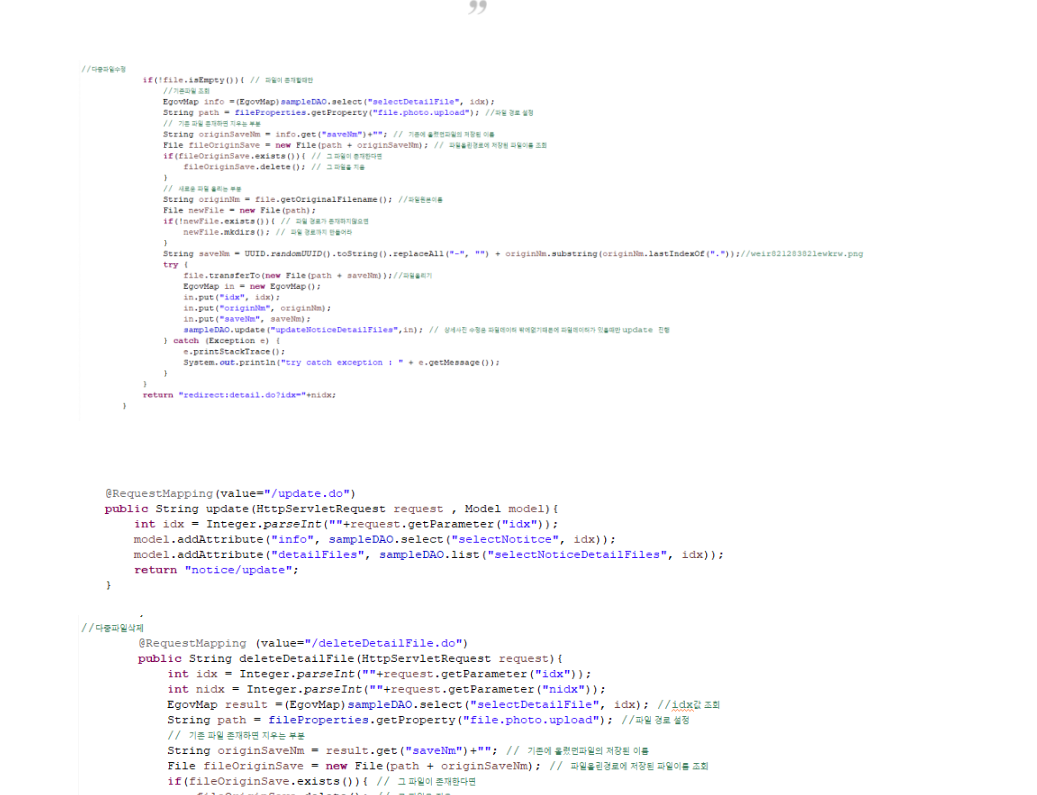 ”
//다중파일수정
if(!file.isEmpty()){ // 파일이 존재할때만
//기존파일 조회
EgovMap info =(EgovMap)sampleDAO.select("selectDetailFile", idx);
String path = fileProperties.getProperty("file.photo.upload"); //파일 경로 설정
// 기존 파일 존재하면 지우는 부분
String originSaveNm = info.get("saveNm")+""; // 기존에 올렸던파일의 저장된 이름
File fileOriginSave = new File(path + originSaveNm); // 파일올린경로에 저장된 파일이름 조회
if(fileOriginSave.exists()){ // 그 파일이 존재한다면
fileOriginSave.delete(); // 그 파일을 지움
}
// 새로운 파일 올리는 부분
String originNm = file.getOriginalFilename(); //파일원본이름
File newFile = new File(path);
if(!newFile.exists()){ // 파일 경로가 존재하지않으면
newFile.mkdirs(); // 파일 경로까지 만들어라
}
String saveNm = UUID.randomUUID().toString().replaceAll("-", "") + originNm.substring(originNm.lastIndexOf("."));//weir82128382lewkrw.png
try {
file.transferTo(new File(path + saveNm));//파일올리기
EgovMap in = new EgovMap();
in.put("idx", idx);
in.put("originNm", originNm);
in.put("saveNm", saveNm);
sampleDAO.update("updateNoticeDetailFiles",in); // 상세사진 수정은 파일데이터 밖에없기때문에 파일데이터가 있을때만 update 진행
} catch (Exception e) {
e.printStackTrace();
System.out.println("try catch exception : " + e.getMessage());
}
}
return "redirect:detail.do?idx="+nidx;
}
@RequestMapping(value="/update.do")
public String update(HttpServletRequest request , Model model){
int idx = Integer.parseInt(""+request.getParameter("idx"));
model.addAttribute("info", sampleDAO.select("selectNotitce", idx));
model.addAttribute("detailFiles", sampleDAO.list("selectNoticeDetailFiles", idx));
return "notice/update";
}
//다중파일삭제
@RequestMapping (value="/deleteDetailFile.do")
public String deleteDetailFile(HttpServletRequest request){
int idx = Integer.parseInt(""+request.getParameter("idx"));
int nidx = Integer.parseInt(""+request.getParameter("nidx"));
EgovMap result =(EgovMap)sampleDAO.select("selectDetailFile", idx); //idx값 조회
String path = fileProperties.getProperty("file.photo.upload"); //파일 경로 설정
// 기존 파일 존재하면 지우는 부분
String originSaveNm = result.get("saveNm")+""; // 기존에 올렸던파일의 저장된 이름
File fileOriginSave = new File(path + originSaveNm); // 파일올린경로에 저장된 파일이름 조회
if(fileOriginSave.exists()){ // 그 파일이 존재한다면